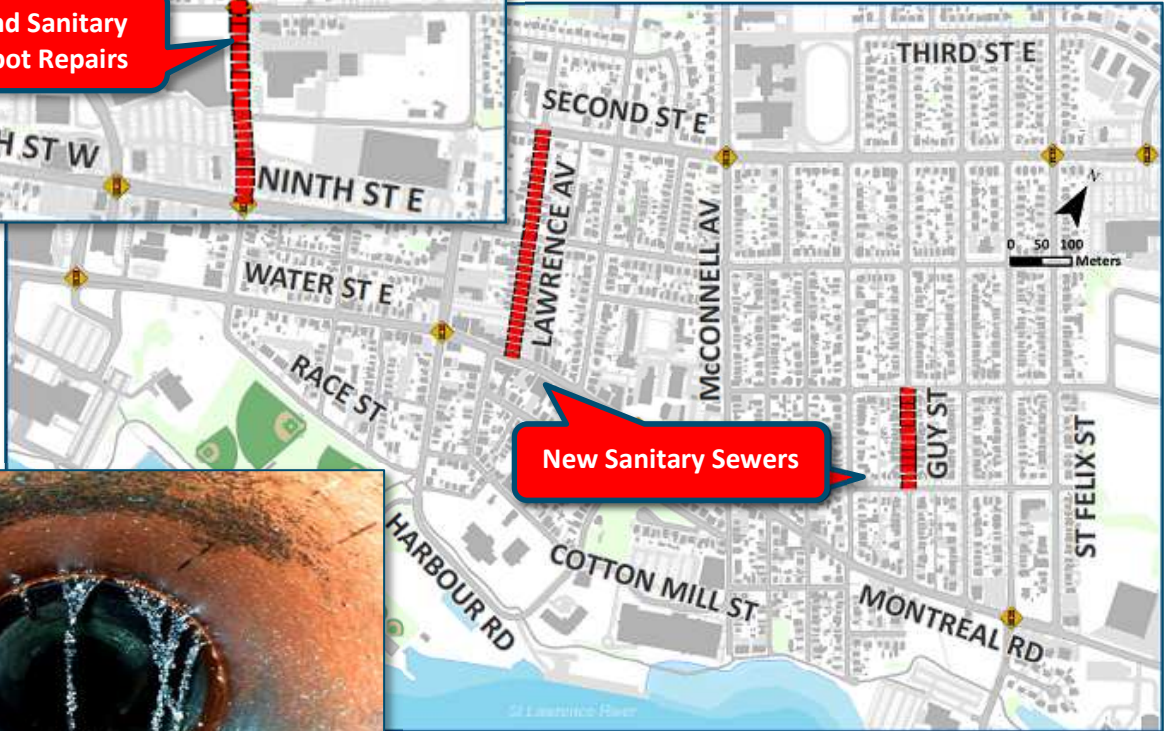 nd Sanitary
pot Repairs
H ST W
NINTH ST E
THIRD ST E
SECOND ST E
LAWRENCE AV
McCONNELL AV
N
0 50 100
Meters
WATER ST E
RACE ST
New Sanitary Sewers
GUY ST
ST FELIX ST
HARBOUR RD
COTTON MILL ST
MONTREAL RD
St Lawrence River